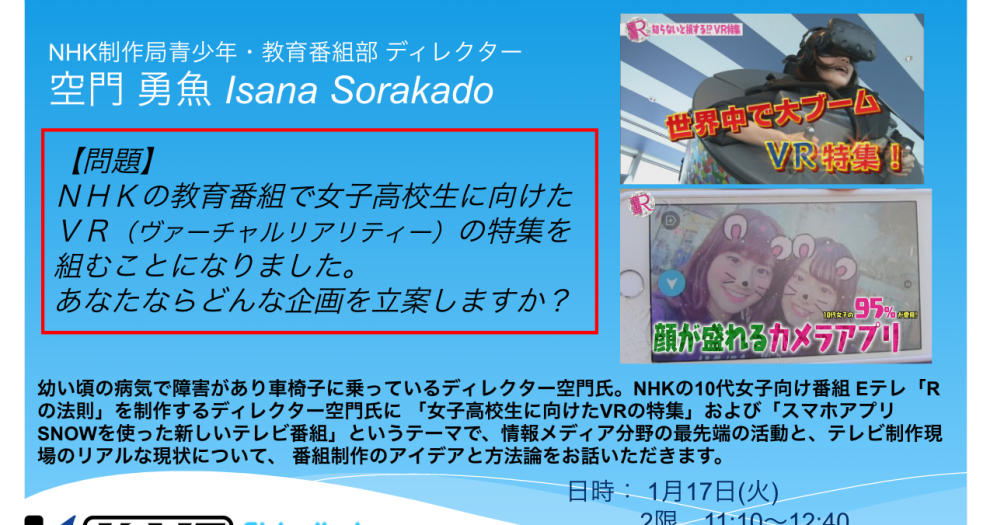 NHK制作局青少年・教育番組部 ディレクター
空門 勇魚 Isana Sorakado
【問題】
ＮＨＫの教育番組で女子高校生に向けた
ＶＲ（ヴァーチャルリアリティー）の特集を
組むことになりました。
あなたならどんな企画を立案しますか？
R 知らないと損する!? VR特集
世界中で大ブーム
VR特集！
R
10代女子の95%が愛用!
顔が盛れるカメラアプリ
幼い頃の病気で障害があり車椅子に乗っているディレクター空門氏。NHKの10代女子向け番組 Eテレ「R
の法則」を制作するディレクター空門氏に 「女子高校生に向けたVRの特集」および「スマホアプリ
SNOWを使った新しいテレビ番組」というテーマで、情報メディア分野の最先端の活動と、テレビ制作現
場のリアルな現状について、 番組制作のアイデアと方法論をお話いただきます。
日時： 1月17日(火)
2限 11:10～12:40